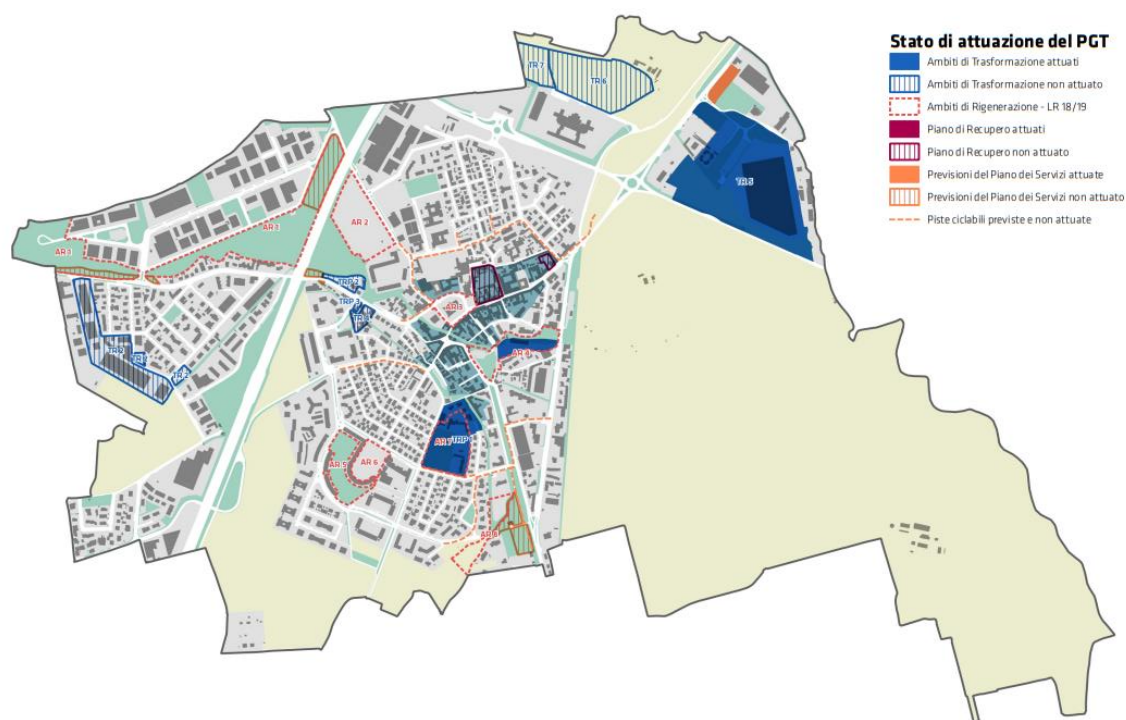 Stato di attuazione del PGT
Ambiti di Trasformazione attuati
Ambiti di Trasformazione non attuato
Ambiti di Rigenerazione - LR 18/19
Piano di Recupero attuati
Piano di Recupero non attuato
Previsioni del Piano dei Servizi attuate
Previsioni del Piano dei Servizi non attuato
Piste ciclabili previste e non attuate
TR 7
TR 6
TR 5
AR 2
AR 1
AR 1
TRP 2
TRP 3
AR 3
TR 2
TR 2
AR 4
AR 7
TRP
AR 5
AR 6
AR 8